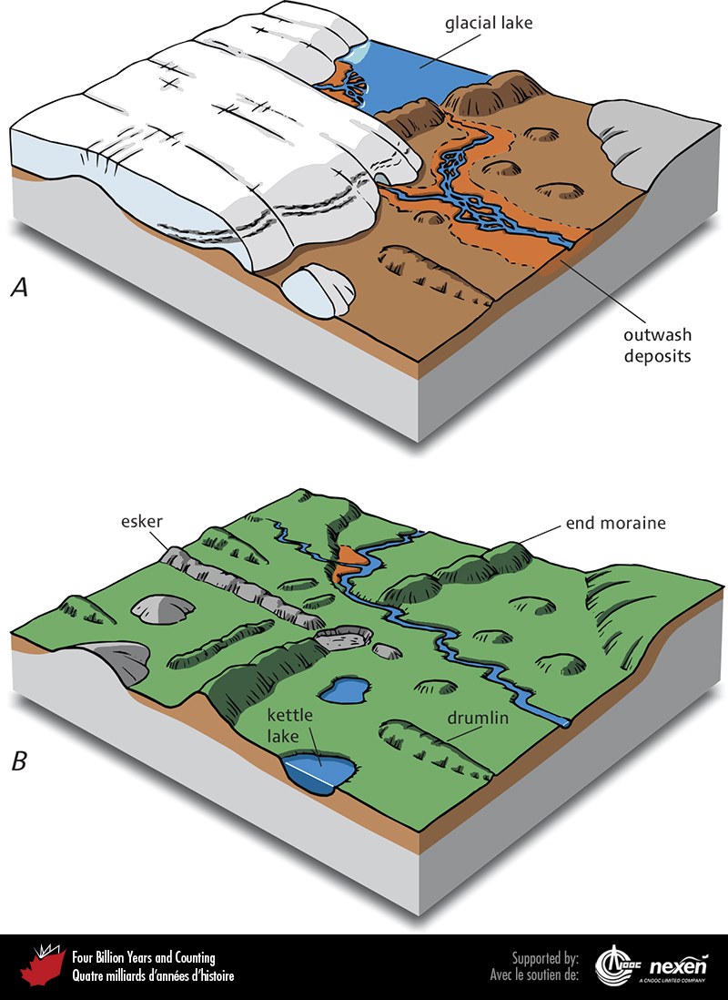 glacial lake
A
outwash
deposits
esker
end moraine
kettle
lake
drumlin
B
Four Billion Years and Counting
Quatre milliards d'années d'histoire
Supported by:
Avec le soutien de:
cnooc
nexen
A CNOOC LIMITED COMPANY